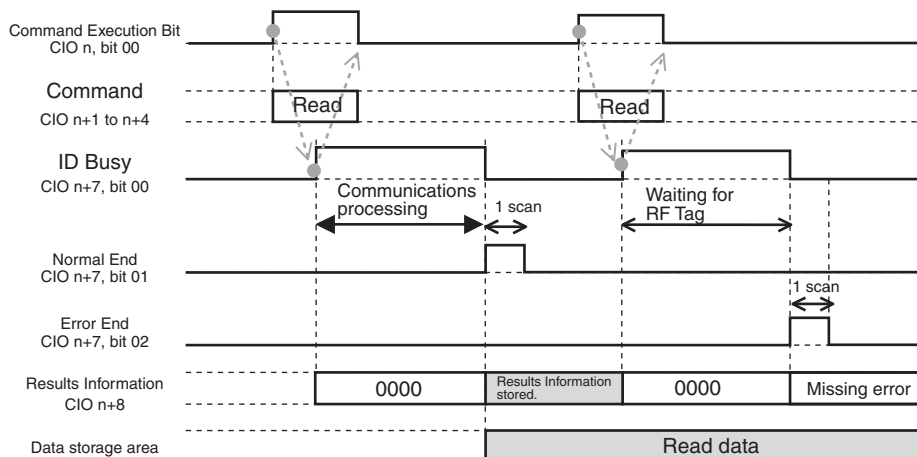 Command Execution Bit
CIO n, bit 00
Command
CIO n+1 to n+4
Read
Read
ID Busy
CIO n+7, bit 00
Communications
processing
1 scan
Waiting for
RF Tag
Normal End
CIO n+7, bit 01
1 scan
Error End
CIO n+7, bit 02
Results Information
CIO n+8
0000
Results Information
stored.
0000
Missing error
Data storage area
Read data